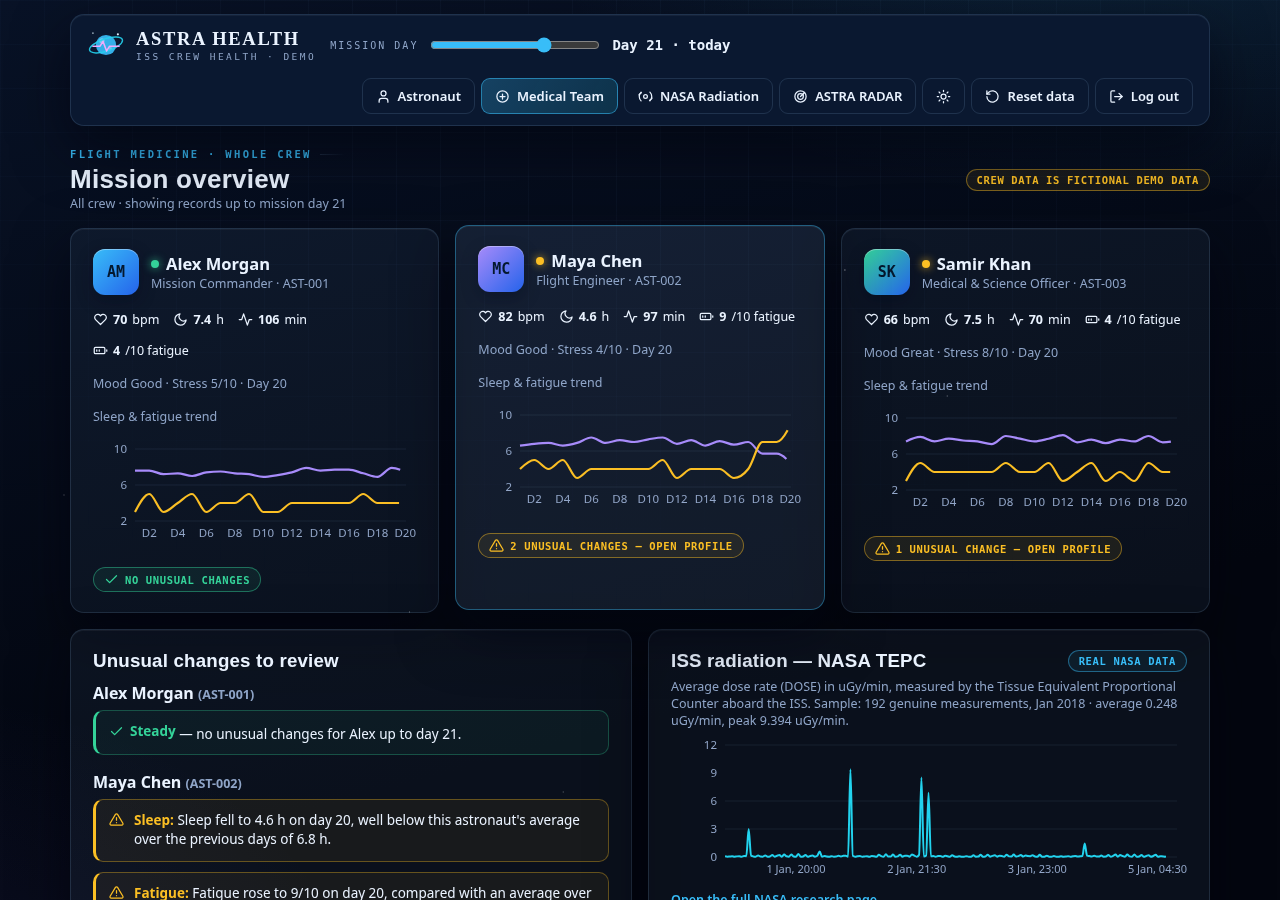 ASTRA HEALTH
ISS CREW HEALTH · DEMO
MISSION DAY
Day 21 · today
Astronaut
Medical Team
NASA Radiation
ASTRA RADAR
Reset data
Log out
FLIGHT MEDICINE · WHOLE CREW
Mission overview
All crew · showing records up to mission day 21
CREW DATA IS FICTIONAL DEMO DATA
AM
Alex Morgan
Mission Commander · AST-001
70 bpm 7.4 h 106 min
4 /10 fatigue
Mood Good · Stress 5/10 · Day 20
Sleep & fatigue trend
10
6
2
D2 D4 D6 D8 D10 D12 D14 D16 D18 D20
NO UNUSUAL CHANGES
MC
Maya Chen
Flight Engineer · AST-002
82 bpm 4.6 h 97 min 9 /10 fatigue
Mood Good · Stress 4/10 · Day 20
Sleep & fatigue trend
10
6
2
D2 D4 D6 D8 D10 D12 D14 D16 D18 D20
2 UNUSUAL CHANGES — OPEN PROFILE
SK
Samir Khan
Medical & Science Officer · AST-003
66 bpm 7.5 h 70 min 4 /10 fatigue
Mood Great · Stress 8/10 · Day 20
Sleep & fatigue trend
10
6
2
D2 D4 D6 D8 D10 D12 D14 D16 D18 D20
1 UNUSUAL CHANGE — OPEN PROFILE
Unusual changes to review
Alex Morgan (AST-001)
Steady — no unusual changes for Alex up to day 21.
Maya Chen (AST-002)
Sleep: Sleep fell to 4.6 h on day 20, well below this astronaut's average
over the previous days of 6.8 h.
Fatigue: Fatigue rose to 9/10 on day 20, compared with an average over
ISS radiation — NASA TEPC
REAL NASA DATA
Average dose rate (DOSE) in uGy/min, measured by the Tissue Equivalent Proportional
Counter aboard the ISS. Sample: 192 genuine measurements, Jan 2018 · average 0.248
uGy/min, peak 9.394 uGy/min.
12
9
6
3
0
1 Jan, 20:00 2 Jan, 21:30 3 Jan, 23:00 5 Jan, 04:30
Open the full NASA research page